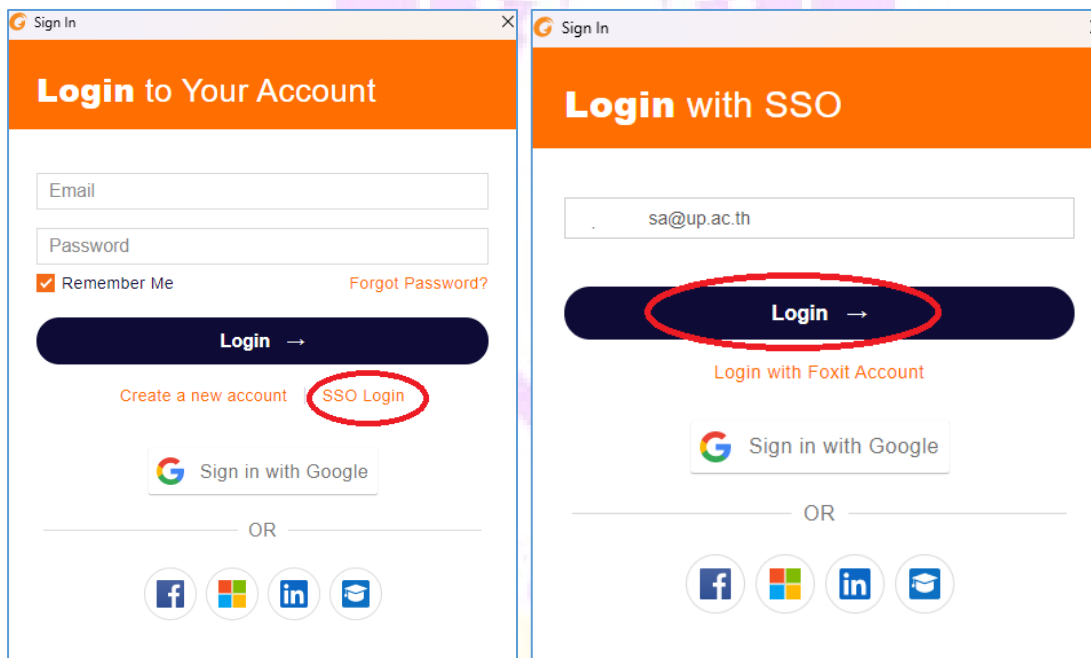 Sign In
Login to Your Account
Email
Password
Remember Me
Forgot Password?
Login →
Create a new account | SSO Login
Sign in with Google
OR
Sign In
Login with SSO
sa@up.ac.th
Login →
Login with Foxit Account
Sign in with Google
OR